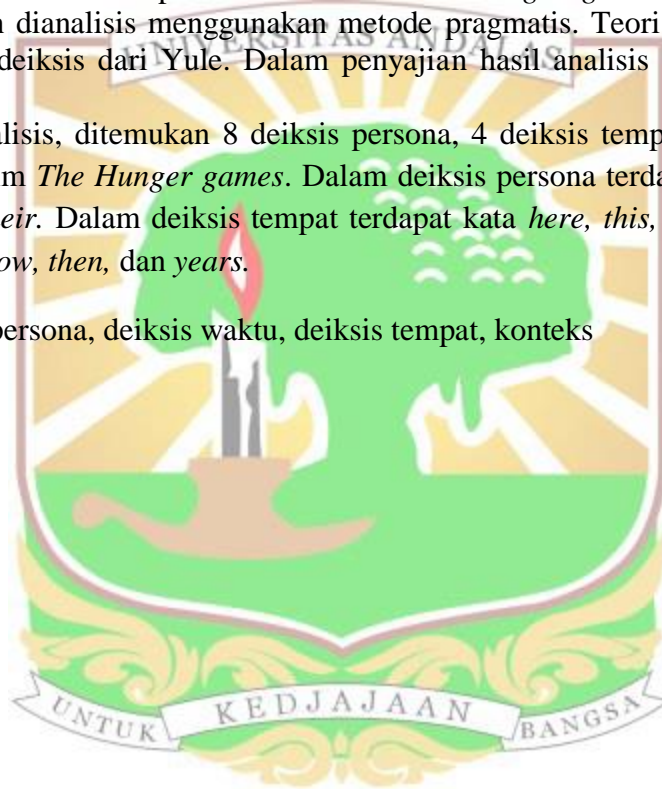 n dianalisis menggunakan metode pragmatis. Teori
UNIVERSITAS ANDALAS
deiksis dari Yule. Dalam penyajian hasil analisis
alisis, ditemukan 8 deiksis persona, 4 deiksis temp
m The Hunger games. Dalam deiksis persona terda
eir. Dalam deiksis tempat terdapat kata here, this,
ow, then, dan years.
persona, deiksis waktu, deiksis tempat, konteks
UNTUK KEDJAJAAN BANGSA